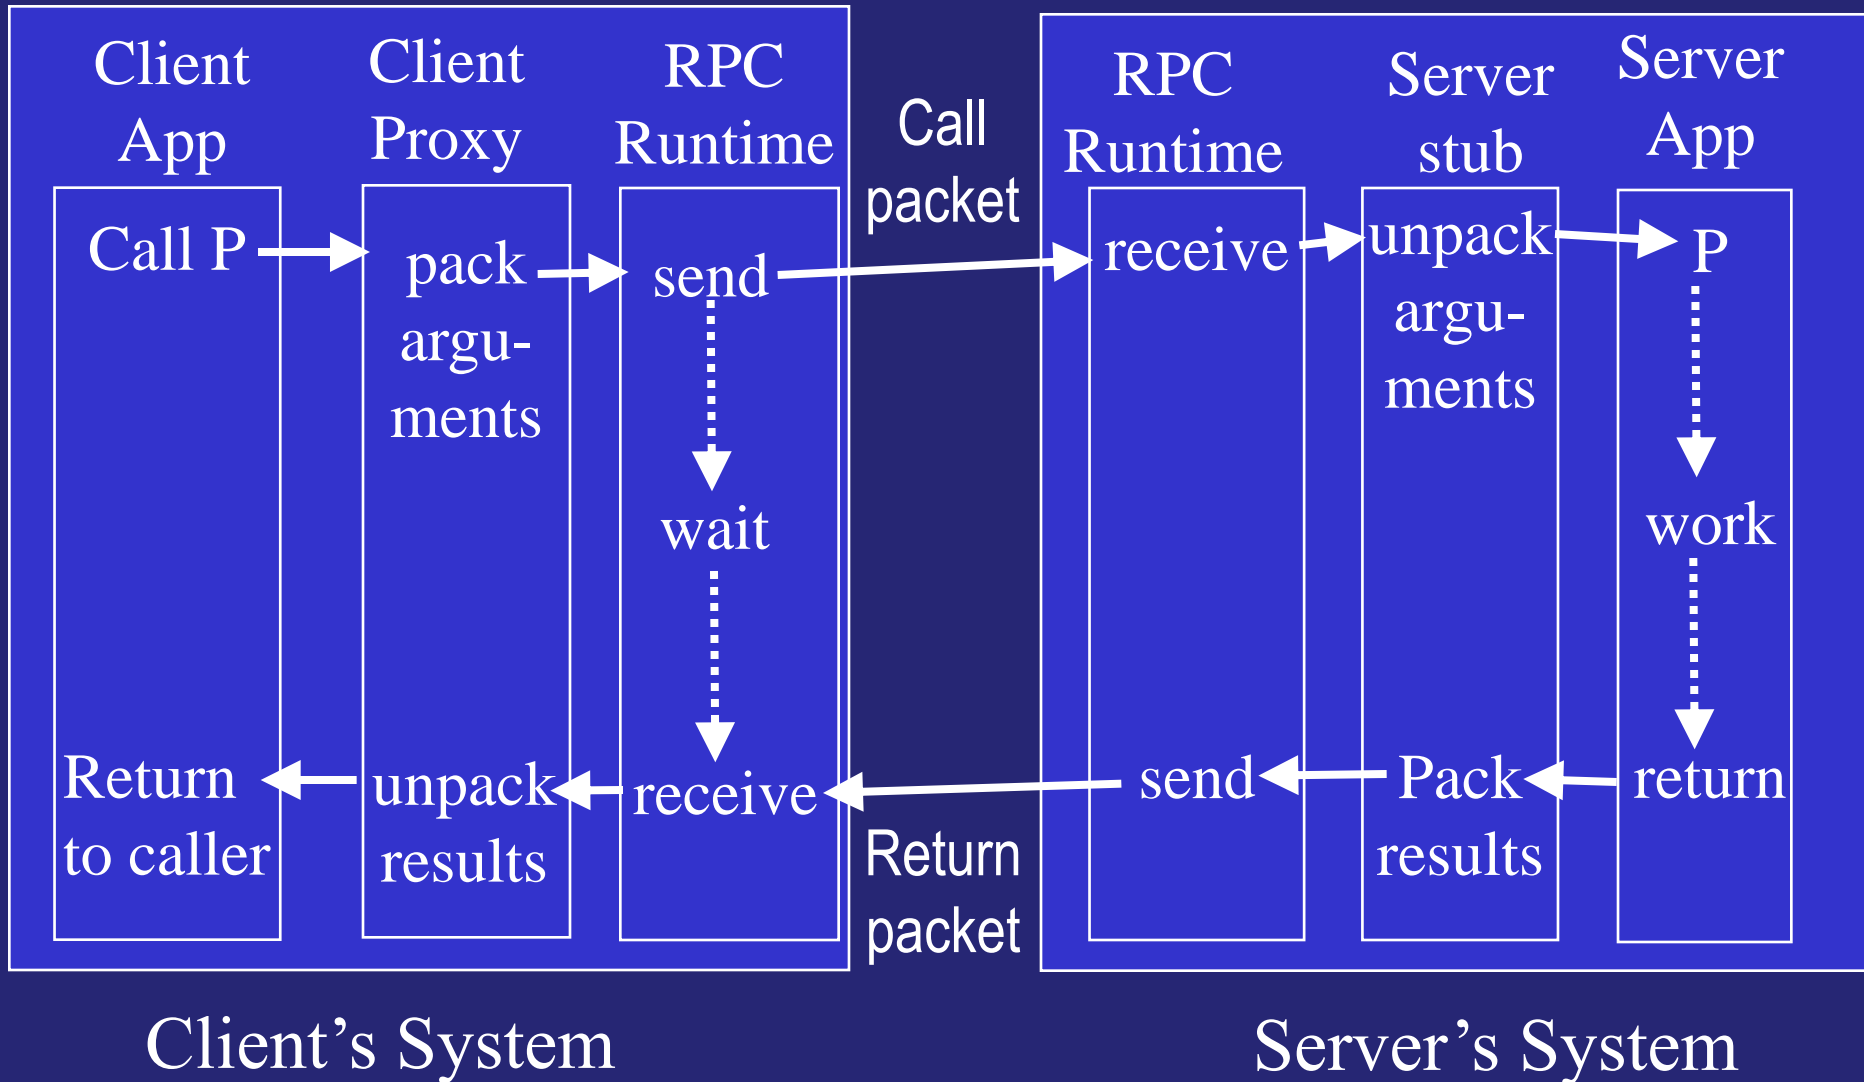 Client
App
Client
Proxy
RPC
Runtime
Call
packet
RPC
Runtime
Server
stub
Server
App
Call P
pack
argu-
ments
send
wait
receive
unpack
argu-
ments
P
work
return
Pack
results
send
Return
packet
receive
unpack
results
Return
to caller
Client’s System
Server’s System